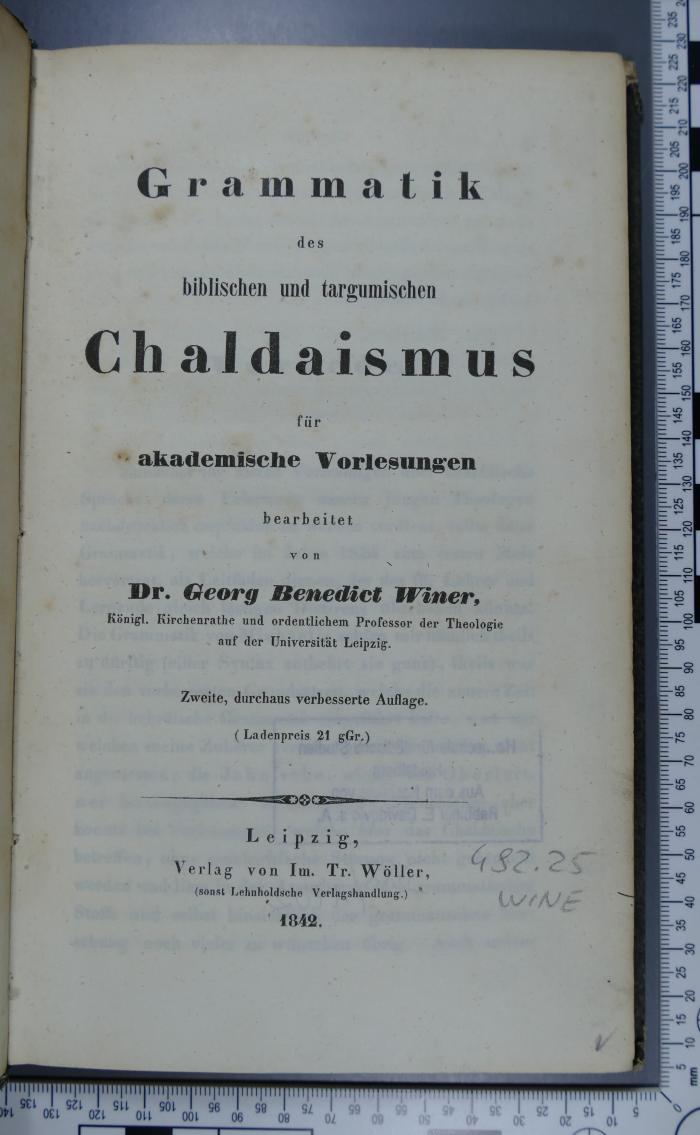 Grammatik
des
biblischen und targumischen
Chaldaismus
für
akademische Vorlesungen
bearbeitet
von
Dr. Georg Benedict Winer,
Königl. Kirchenrathe und ordentlichem Professor der Theologie
auf der Universität Leipzig.
Zweite, durchaus verbesserte Auflage.
(Ladenpreis 21 gGr.)
Leipzig,
Verlag von Im. Tr. Wöller,
(sonst Lehnholdsche Verlagshandlung.)
1842.
492.25
WINE